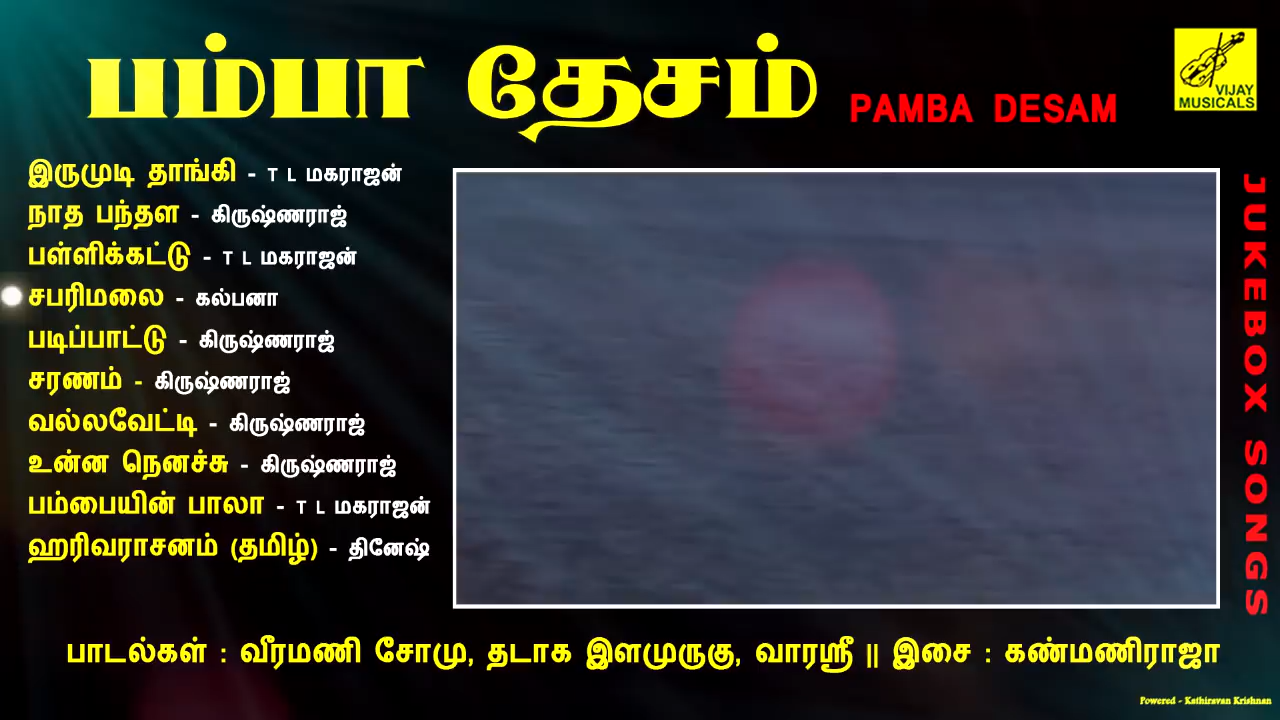 பம்பா தேசம் PAMBA DESAM
VIJAY
MUSICALS
இருமுடி தாங்கி - T L மகராஜன்
நாத பந்தள - கிருஷ்ணராஜ்
பள்ளிக்கட்டு - T L மகராஜன்
சபரிமலை - கல்பனா
படிப்பாட்டு - கிருஷ்ணராஜ்
சரணம் - கிருஷ்ணராஜ்
வல்லவேட்டி - கிருஷ்ணராஜ்
உன்ன நெனச்சு - கிருஷ்ணராஜ்
பம்பையின் பாலா - T L மகராஜன்
ஹரிவராசனம் (தமிழ்) - தினேஷ்
JUKEBOX SONGS
பாடல்கள் : வீரமணி சோமு, தடாக இளமுருகு, வாரஸ்ரீ || இசை : கண்மணிராஜா
Powered - Kathiravan Krishnan